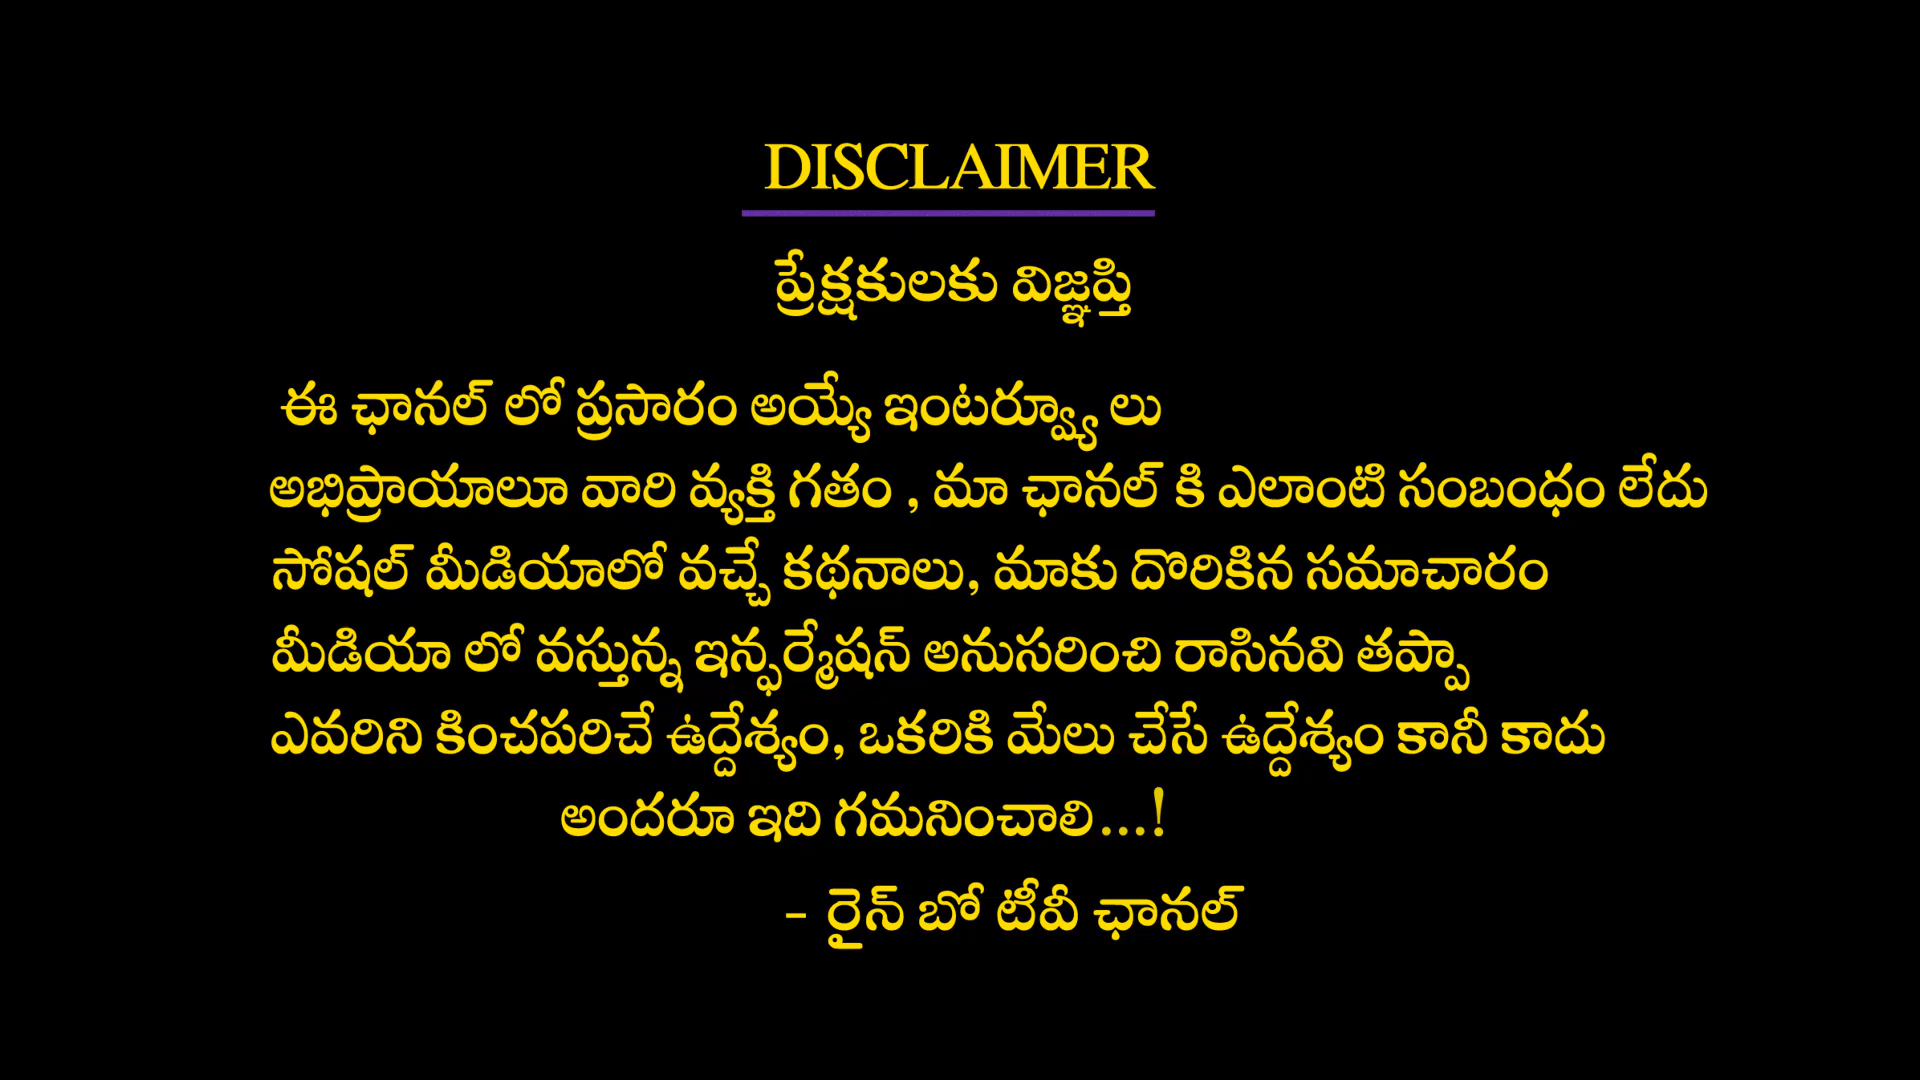 DISCLAIMER
ప్రేక్షకులకు విజ్ఞప్తి
ఈ ఛానల్ లో ప్రసారం అయ్యే ఇంటర్వ్యూ లు
అభిప్రాయాలూ వారి వ్యక్తి గతం , మా ఛానల్ కి ఎలాంటి సంబంధం లేదు
సోషల్ మీడియాలో వచ్చే కథనాలు, మాకు దొరికిన సమాచారం
మీడియా లో వస్తున్న ఇన్ఫర్మేషన్ అనుసరించి రాసినవి తప్పా
ఎవరిని కించపరిచే ఉద్దేశ్యం, ఒకరికి మేలు చేసే ఉద్దేశ్యం కానీ కాదు
అందరూ ఇది గమనించాలి...!
- రైన్ బో టీవీ ఛానల్